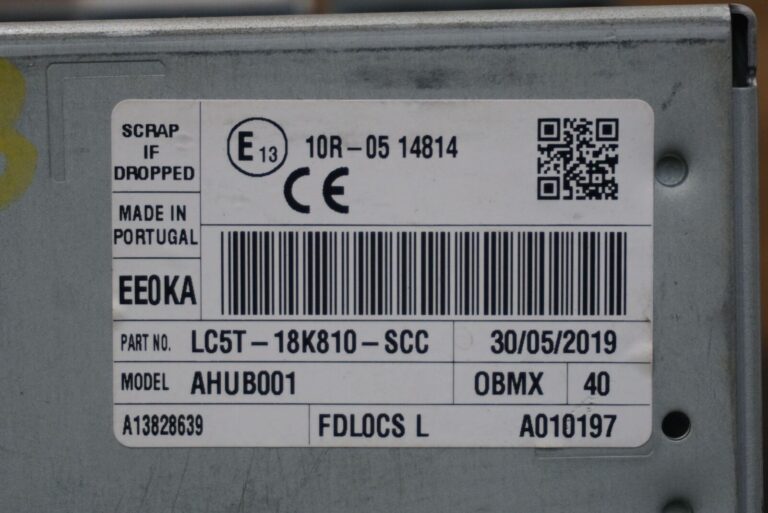 SCRAP
IF
DROPPED
E13 10R-05 14814
CE
MADE IN
PORTUGAL
EE0KA
PART NO. LC5T-18K810-SCC 30/05/2019
MODEL AHUB001 OBMX 40
A13828639 FDLOCS L A010197